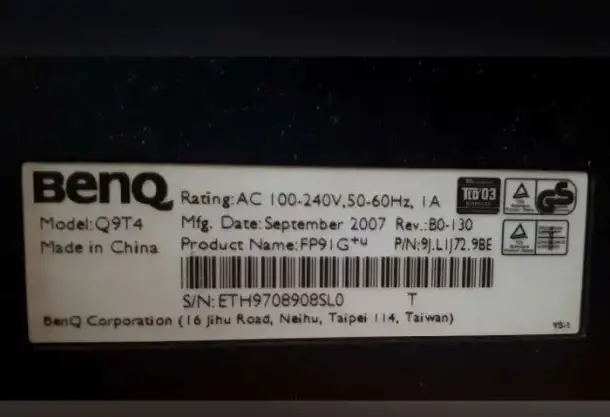 BenQ
Rating:AC 100-240V,50-60Hz, 1A
TCO'03
GS
Model:Q9T4
Mfg. Date:September 2007 Rev.:B0-130
Made in China
Product Name:FP91G+u P/N:9J.L1J72.9BE
S/N:ETH9708908SL0 T
BenQ Corporation (16 Jihu Road, Neihu, Taipei 114, Taiwan)
YS-1